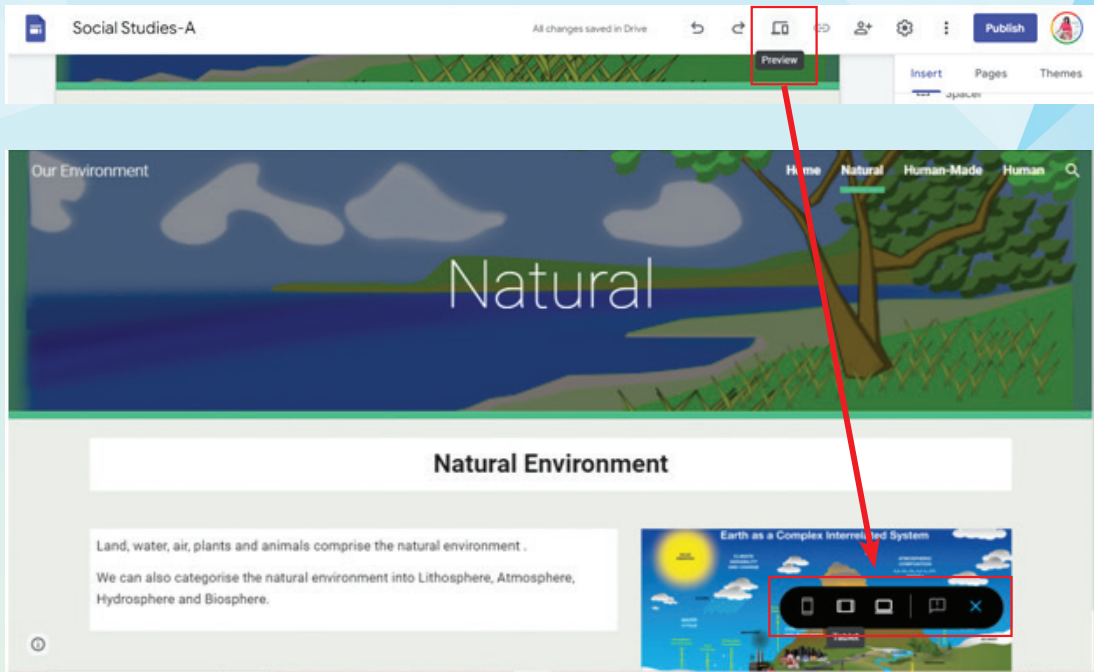 Social Studies-A
All changes saved in Drive
Publish
Preview
Insert Pages Themes
Spacer
Our Environment
Home Natural Human-Made Human
Natural
Natural Environment
Land, water, air, plants and animals comprise the natural environment .
We can also categorise the natural environment into Lithosphere, Atmosphere,
Hydrosphere and Biosphere.
Earth as a Complex Interrelated System
Tablet